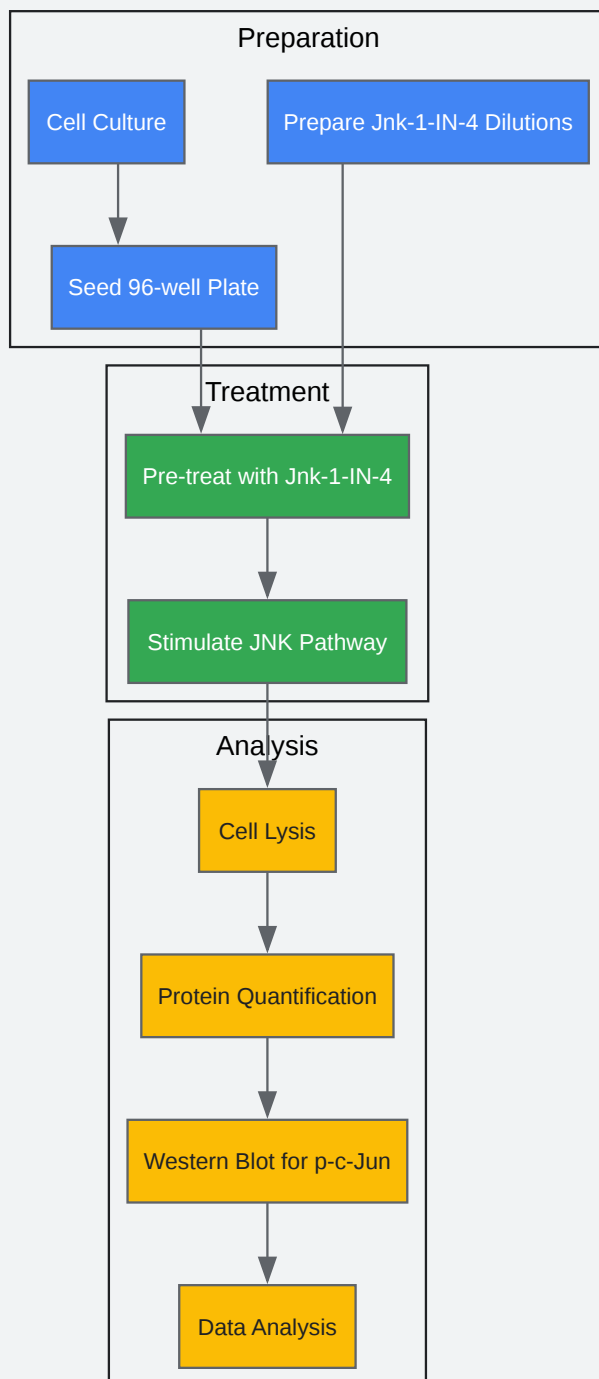 Preparation
Cell Culture
Prepare Jnk-1-IN-4 Dilutions
Seed 96-well Plate
Treatment
Pre-treat with Jnk-1-IN-4
Stimulate JNK Pathway
Analysis
Cell Lysis
Protein Quantification
Western Blot for p-c-Jun
Data Analysis